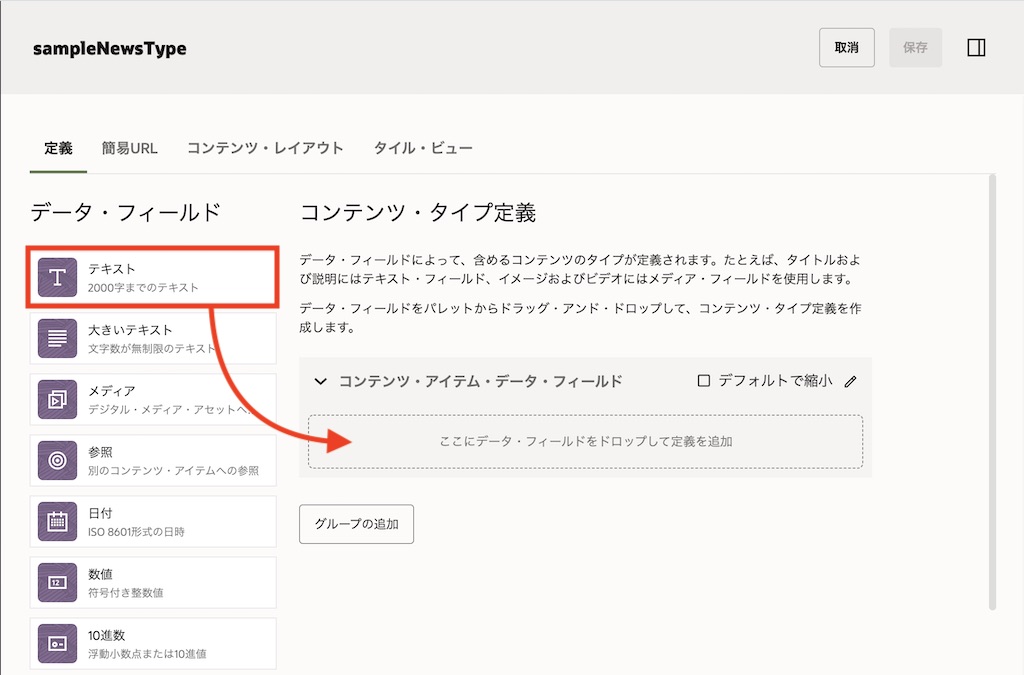 sampleNewsType
取消
保存
定義
簡易URL
コンテンツ・レイアウト
タイル・ビュー
データ・フィールド
テキスト
2000字までのテキスト
大きいテキスト
文字数が無制限のテキスト
メディア
デジタル・メディア・アセットへ...
参照
別のコンテンツ・アイテムへの参照
日付
ISO 8601形式の日時
数値
符号付き整数値
10進数
浮動小数点または10進値
コンテンツ・タイプ定義
データ・フィールドによって、含めるコンテンツのタイプが定義されます。たとえば、タイトルおよ
び説明にはテキスト・フィールド、イメージおよびビデオにはメディア・フィールドを使用します。
データ・フィールドをパレットからドラッグ・アンド・ドロップして、コンテンツ・タイプ定義を作
成します。
コンテンツ・アイテム・データ・フィールド
デフォルトで縮小
ここにデータ・フィールドをドロップして定義を追加
グループの追加